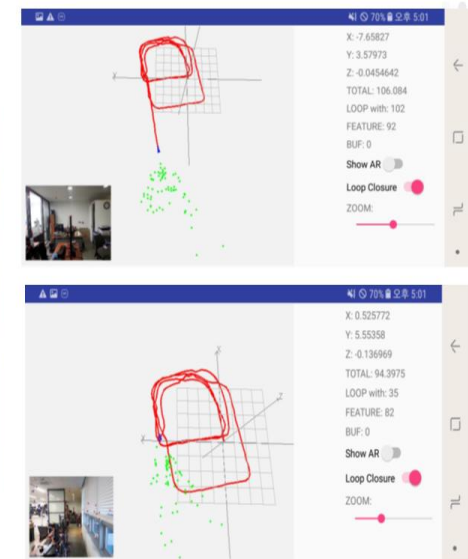 70% 오후 5:01
X: -7.65827
Y: 3.57973
Z: -0.0454642
TOTAL: 106.084
LOOP with: 102
FEATURE: 92
BUF: 0
Show AR
Loop Closure
ZOOM:
X
70% 오후 5:01
X: 0.525772
Y: 5.55358
Z: -0.136969
TOTAL: 94.3975
LOOP with: 35
FEATURE: 82
BUF: 0
Show AR
Loop Closure
ZOOM: